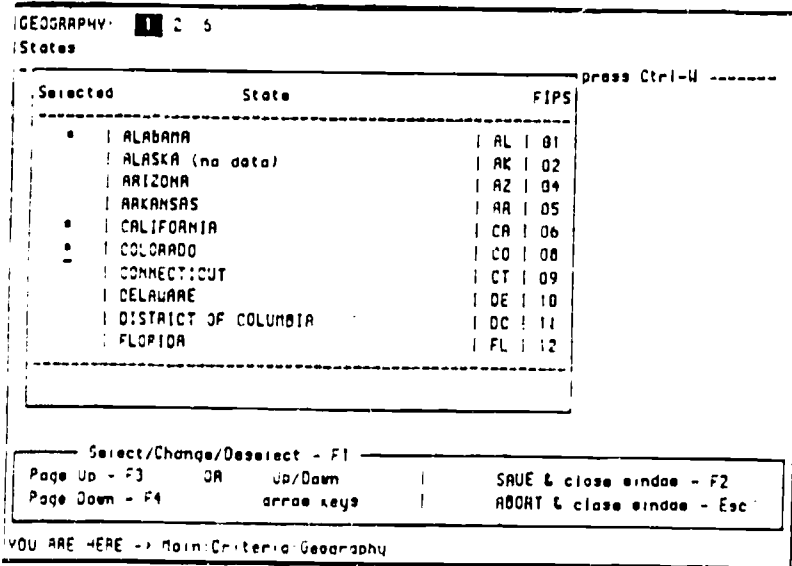 GEOGRAPHY: 1 2 6
States
press Ctrl-W -------
Selected State FIPS
* | ALABAMA | AL | 01
| ALASKA (no data) | AK | 02
| ARIZONA | AZ | 04
| ARKANSAS | AR | 05
* | CALIFORNIA | CA | 06
* | COLORADO | CO | 08
| CONNECTICUT | CT | 09
| DELAWARE | DE | 10
| DISTRICT OF COLUMBIA | DC | 11
| FLORIDA | FL | 12
Select/Change/Deselect - F1
Page Up - F3 OR Up/Down | SAVE & close window - F2
Page Down - F4 arrow keys | ABORT & close window - Esc
YOU ARE HERE -> Main:Criteria:Geography